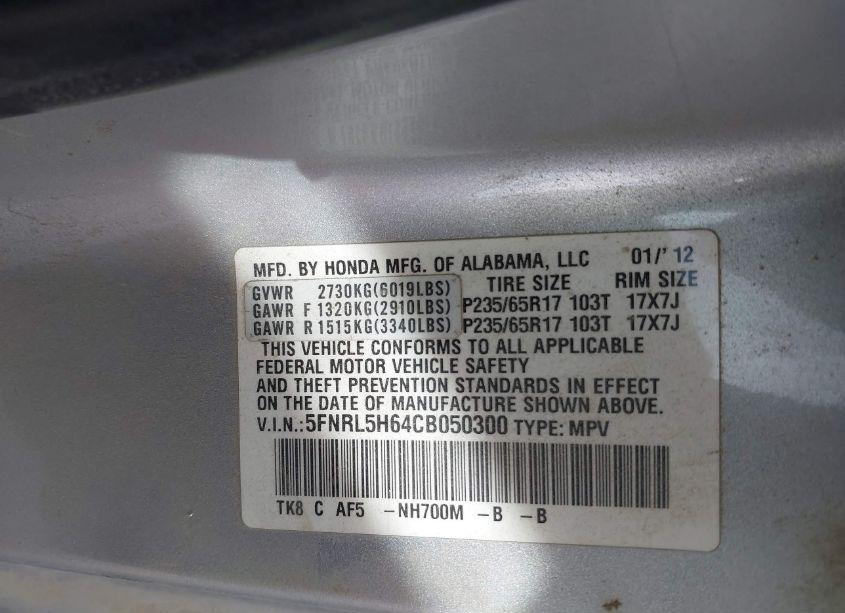 MFD. BY HONDA MFG. OF ALABAMA, LLC 01/'12
TIRE SIZE RIM SIZE
GVWR 2730KG(6019LBS)
GAWR F 1320KG(2910LBS) P235/65R17 103T 17X7J
GAWR R 1515KG(3340LBS) P235/65R17 103T 17X7J
THIS VEHICLE CONFORMS TO ALL APPLICABLE
FEDERAL MOTOR VEHICLE SAFETY
AND THEFT PREVENTION STANDARDS IN EFFECT
ON THE DATE OF MANUFACTURE SHOWN ABOVE.
V.I.N.:5FNRL5H64CB050300 TYPE: MPV
TK8 C AF5 -NH700M -B -B